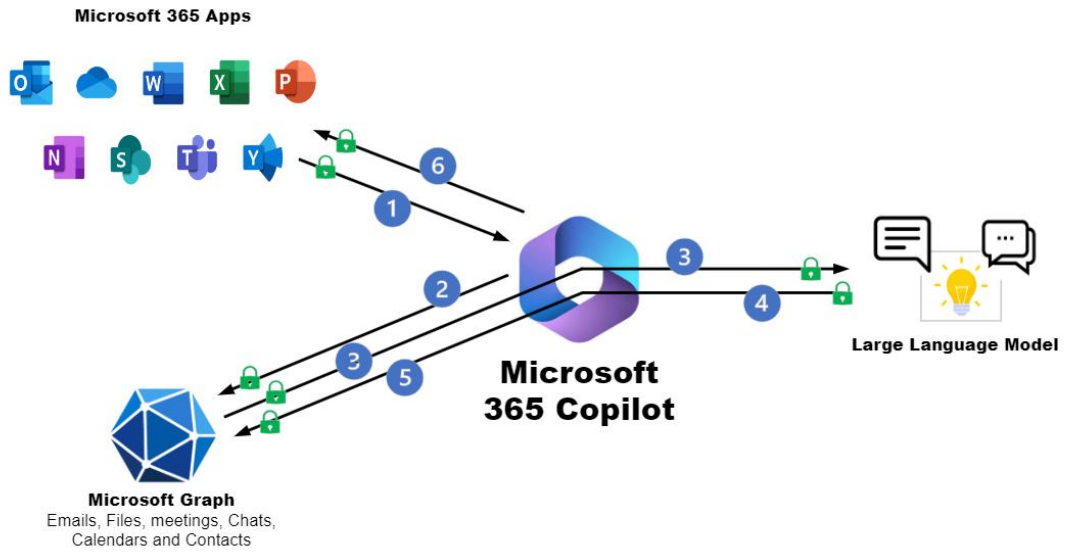 Microsoft 365 Apps
O
W
X
P
N
S
T
Y
6
1
2
3
3
4
5
Large Language Model
Microsoft
365 Copilot
Microsoft Graph
Emails, Files, meetings, Chats,
Calendars and Contacts